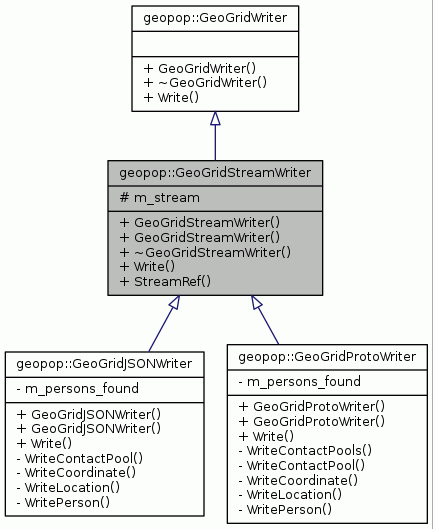 geopop::GeoGridWriter
+ GeoGridWriter()
+ ~GeoGridWriter()
+ Write()
geopop::GeoGridStreamWriter
# m_stream
+ GeoGridStreamWriter()
+ GeoGridStreamWriter()
+ ~GeoGridStreamWriter()
+ Write()
+ StreamRef()
geopop::GeoGridJSONWriter
- m_persons_found
+ GeoGridJSONWriter()
+ GeoGridJSONWriter()
+ Write()
- WriteContactPool()
- WriteCoordinate()
- WriteLocation()
- WritePerson()
geopop::GeoGridProtoWriter
- m_persons_found
+ GeoGridProtoWriter()
+ GeoGridProtoWriter()
+ Write()
- WriteContactPools()
- WriteContactPool()
- WriteCoordinate()
- WriteLocation()
- WritePerson()